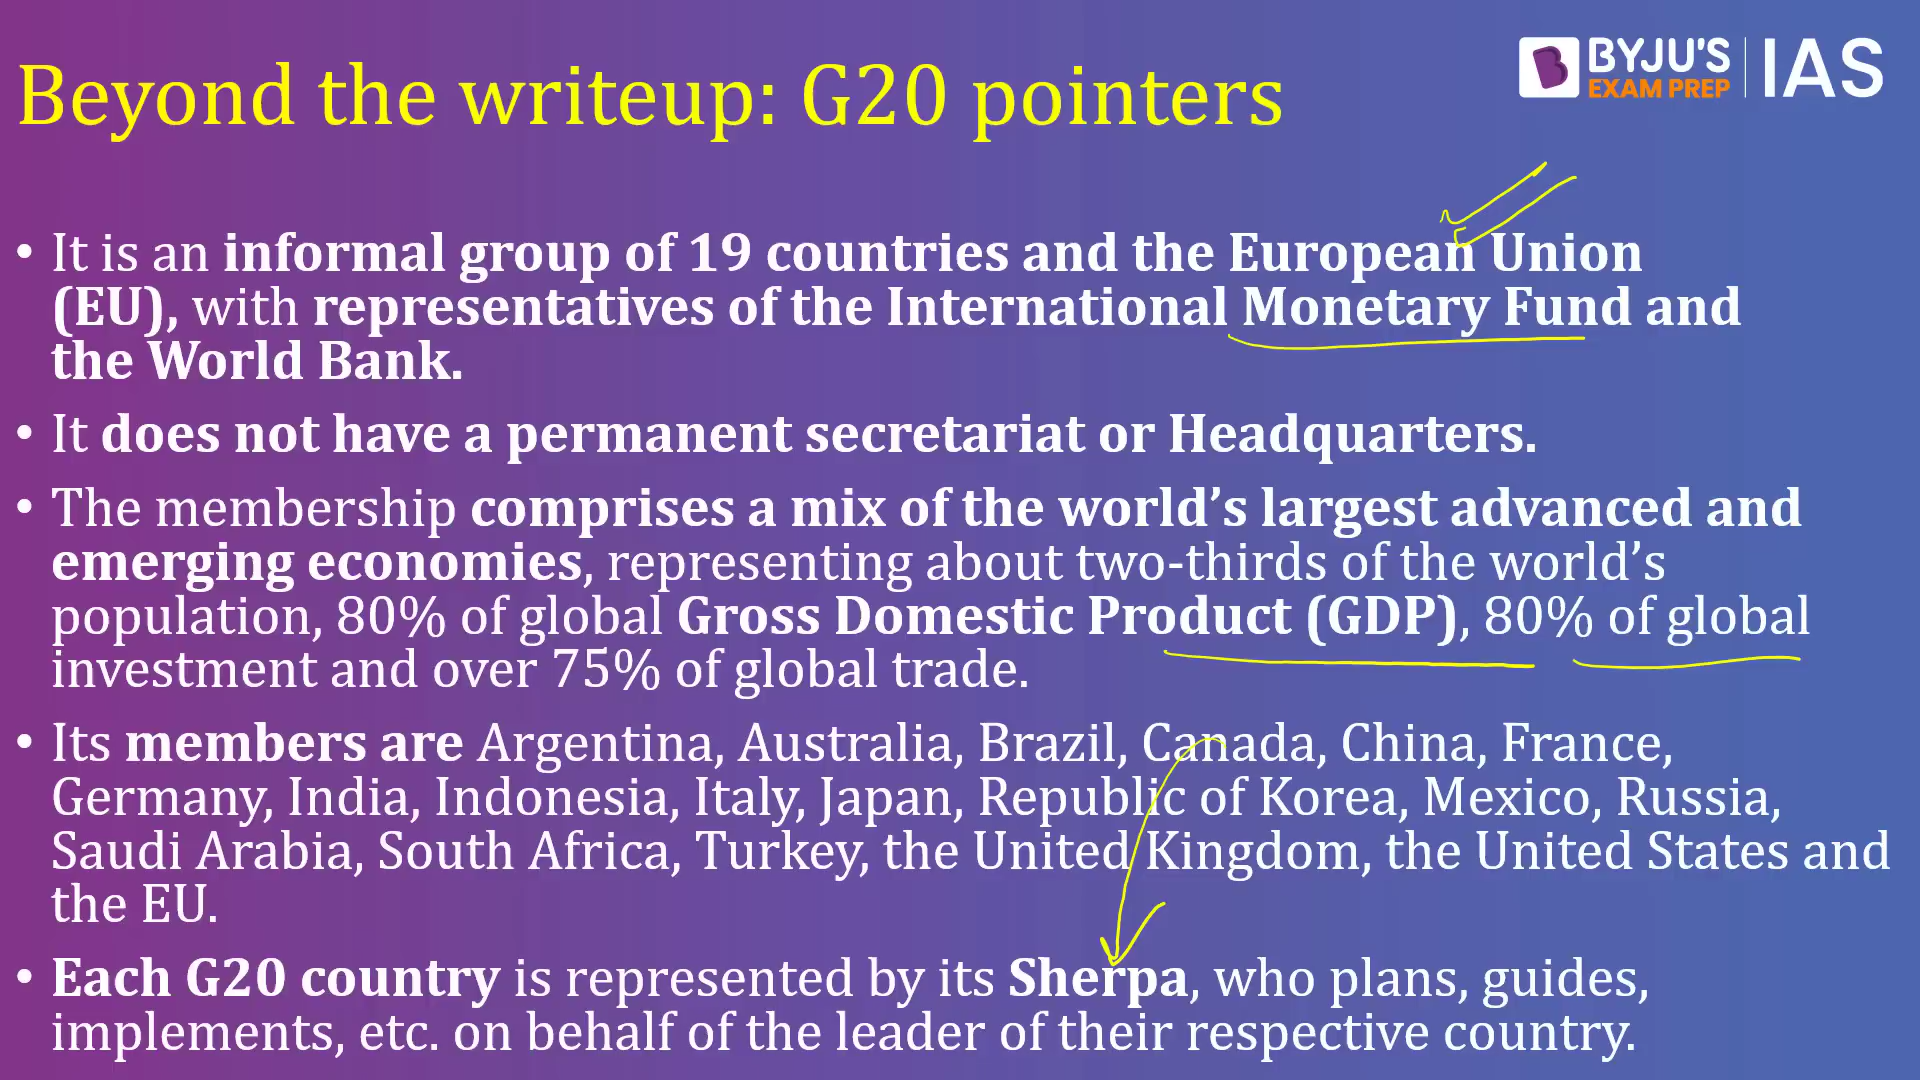 Beyond the writeup: G20 pointers
BYJU'S
EXAM PREP
IAS
• It is an informal group of 19 countries and the European Union
(EU), with representatives of the International Monetary Fund and
the World Bank.
• It does not have a permanent secretariat or Headquarters.
• The membership comprises a mix of the world’s largest advanced and
emerging economies, representing about two-thirds of the world’s
population, 80% of global Gross Domestic Product (GDP), 80% of global
investment and over 75% of global trade.
• Its members are Argentina, Australia, Brazil, Canada, China, France,
Germany, India, Indonesia, Italy, Japan, Republic of Korea, Mexico, Russia,
Saudi Arabia, South Africa, Turkey, the United Kingdom, the United States and
the EU.
• Each G20 country is represented by its Sherpa, who plans, guides,
implements, etc. on behalf of the leader of their respective country.